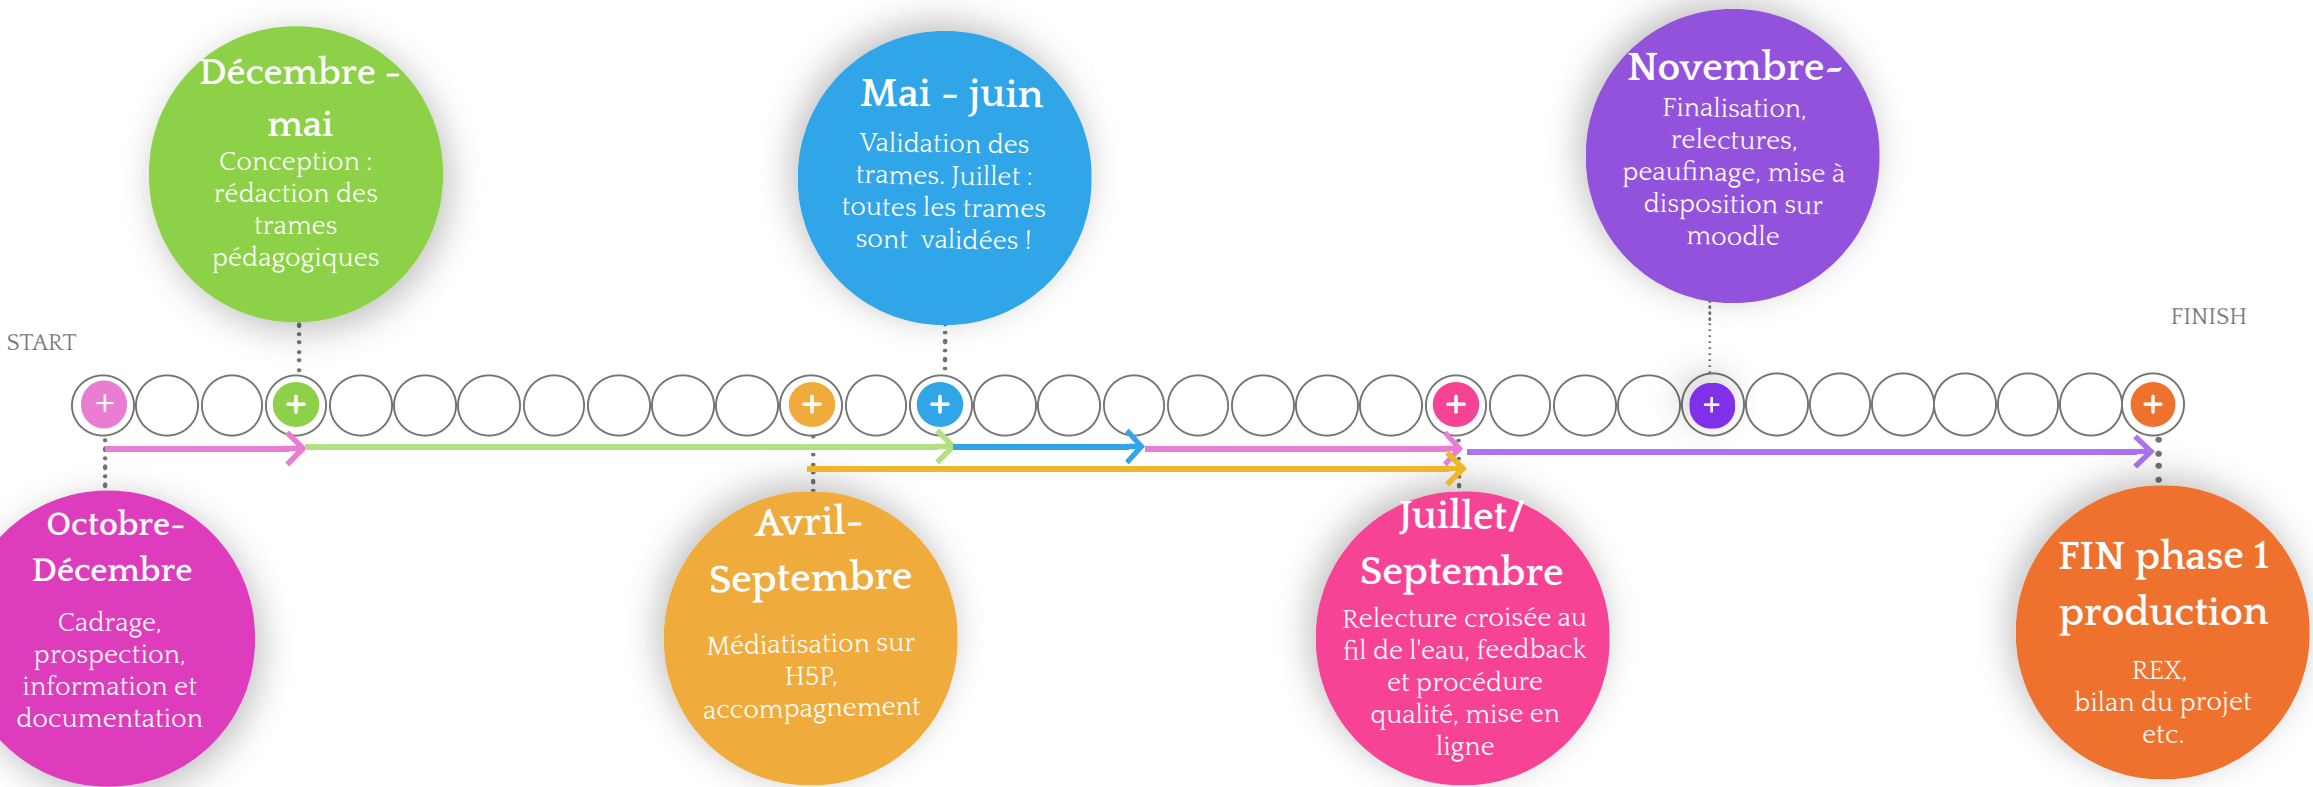 Décembre -
mai
Conception :
rédaction des
trames
pédagogiques
Mai - juin
Validation des
trames. Juillet :
toutes les trames
sont validées !
Novembre-
Finalisation,
relectures,
peaufinage, mise à
disposition sur
moodle
START
FINISH
Octobre-
Décembre
Cadrage,
prospection,
information et
documentation
Avril-
Septembre
Médiatisation sur
H5P,
accompagnement
Juillet/
Septembre
Relecture croisée au
fil de l'eau, feedback
et procédure
qualité, mise en
ligne
FIN phase 1
production
REX,
bilan du projet
etc.